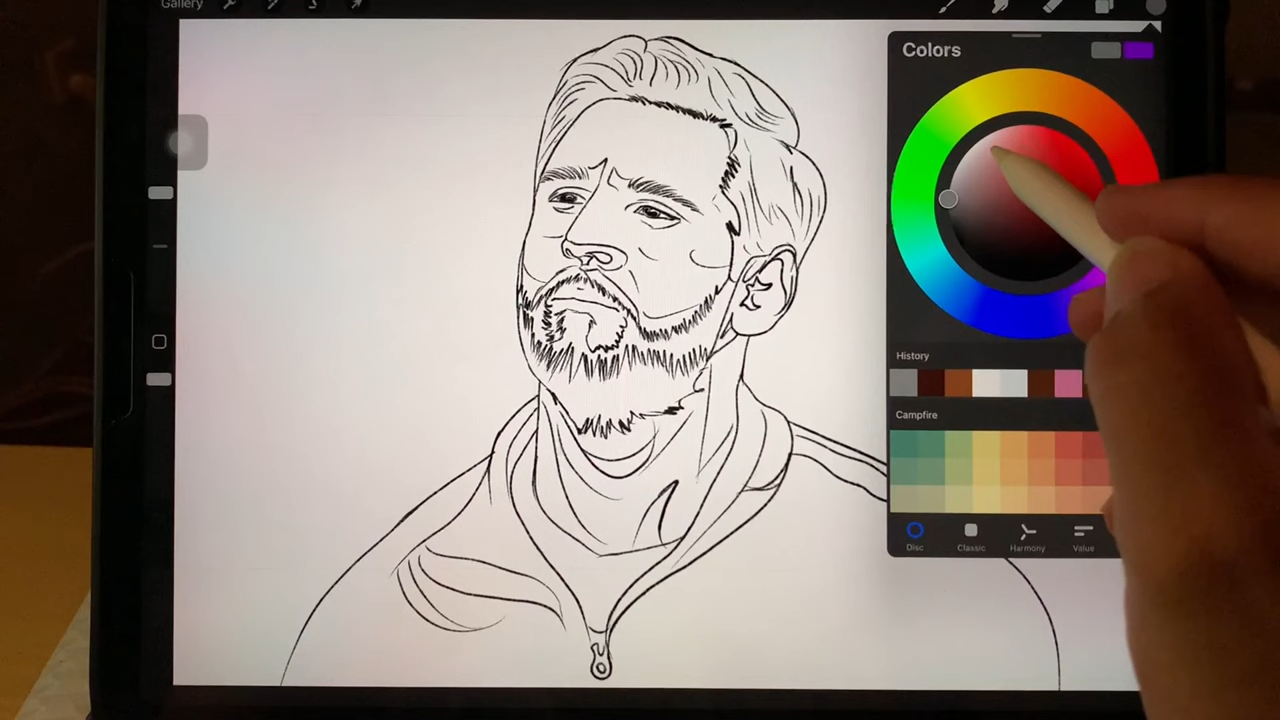 Gallery
Colors
History
Campfire
Disc
Classic
Harmony
Value